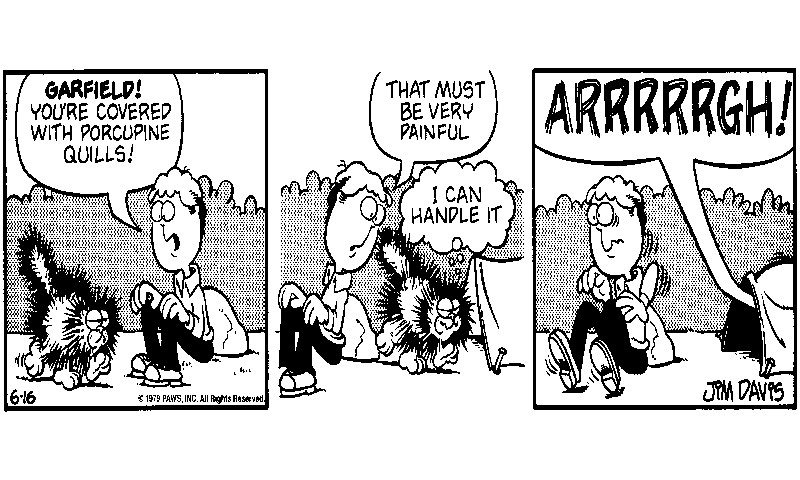 GARFIELD!
YOU'RE COVERED
WITH PORCUPINE
QUILLS!
6-16
© 1979 PAWS, INC. All Rights Reserved.
THAT MUST
BE VERY
PAINFUL
I CAN
HANDLE IT
ARRRRRGH!
JIM DAVIS